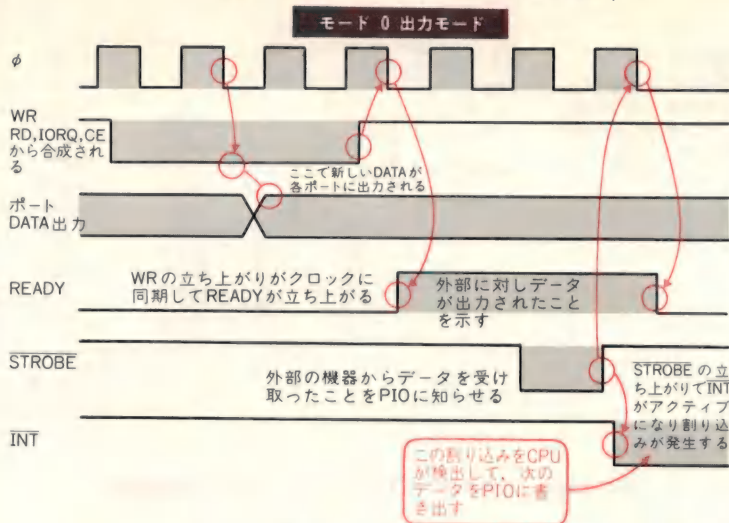 モード 0 出力モード
φ
WR
RD,IORQ,CE
から合成され
る
ここで新しいDATAが
各ポートに出力される
ポート
DATA出力
READY
WRの立ち上がりがクロックに
同期してREADYが立ち上がる
外部に対しデータ
が出力されたこと
を示す
STROBE
外部の機器からデータを受け
取ったことをPIOに知らせる
STROBEの立
ち上がりでINT
がアクティブ
になり割り込
みが発生する
INT
この割り込みをCPU
が検出して、次の
データをPIOに書
き出す